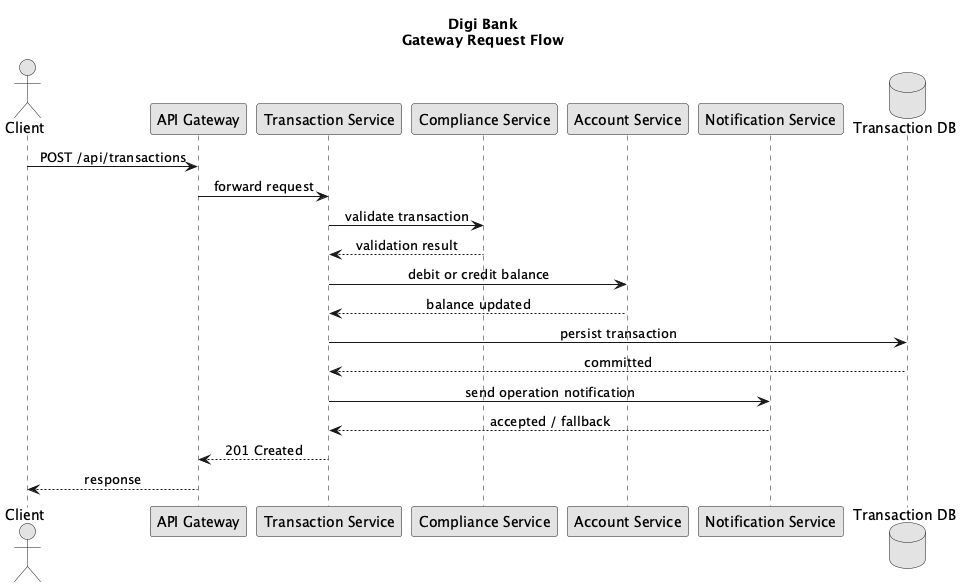 Digi Bank
Gateway Request Flow
Client
API Gateway
Transaction Service
Compliance Service
Account Service
Notification Service
Transaction DB
POST /api/transactions
forward request
validate transaction
validation result
debit or credit balance
balance updated
persist transaction
committed
send operation notification
accepted / fallback
201 Created
response
Client
API Gateway
Transaction Service
Compliance Service
Account Service
Notification Service
Transaction DB